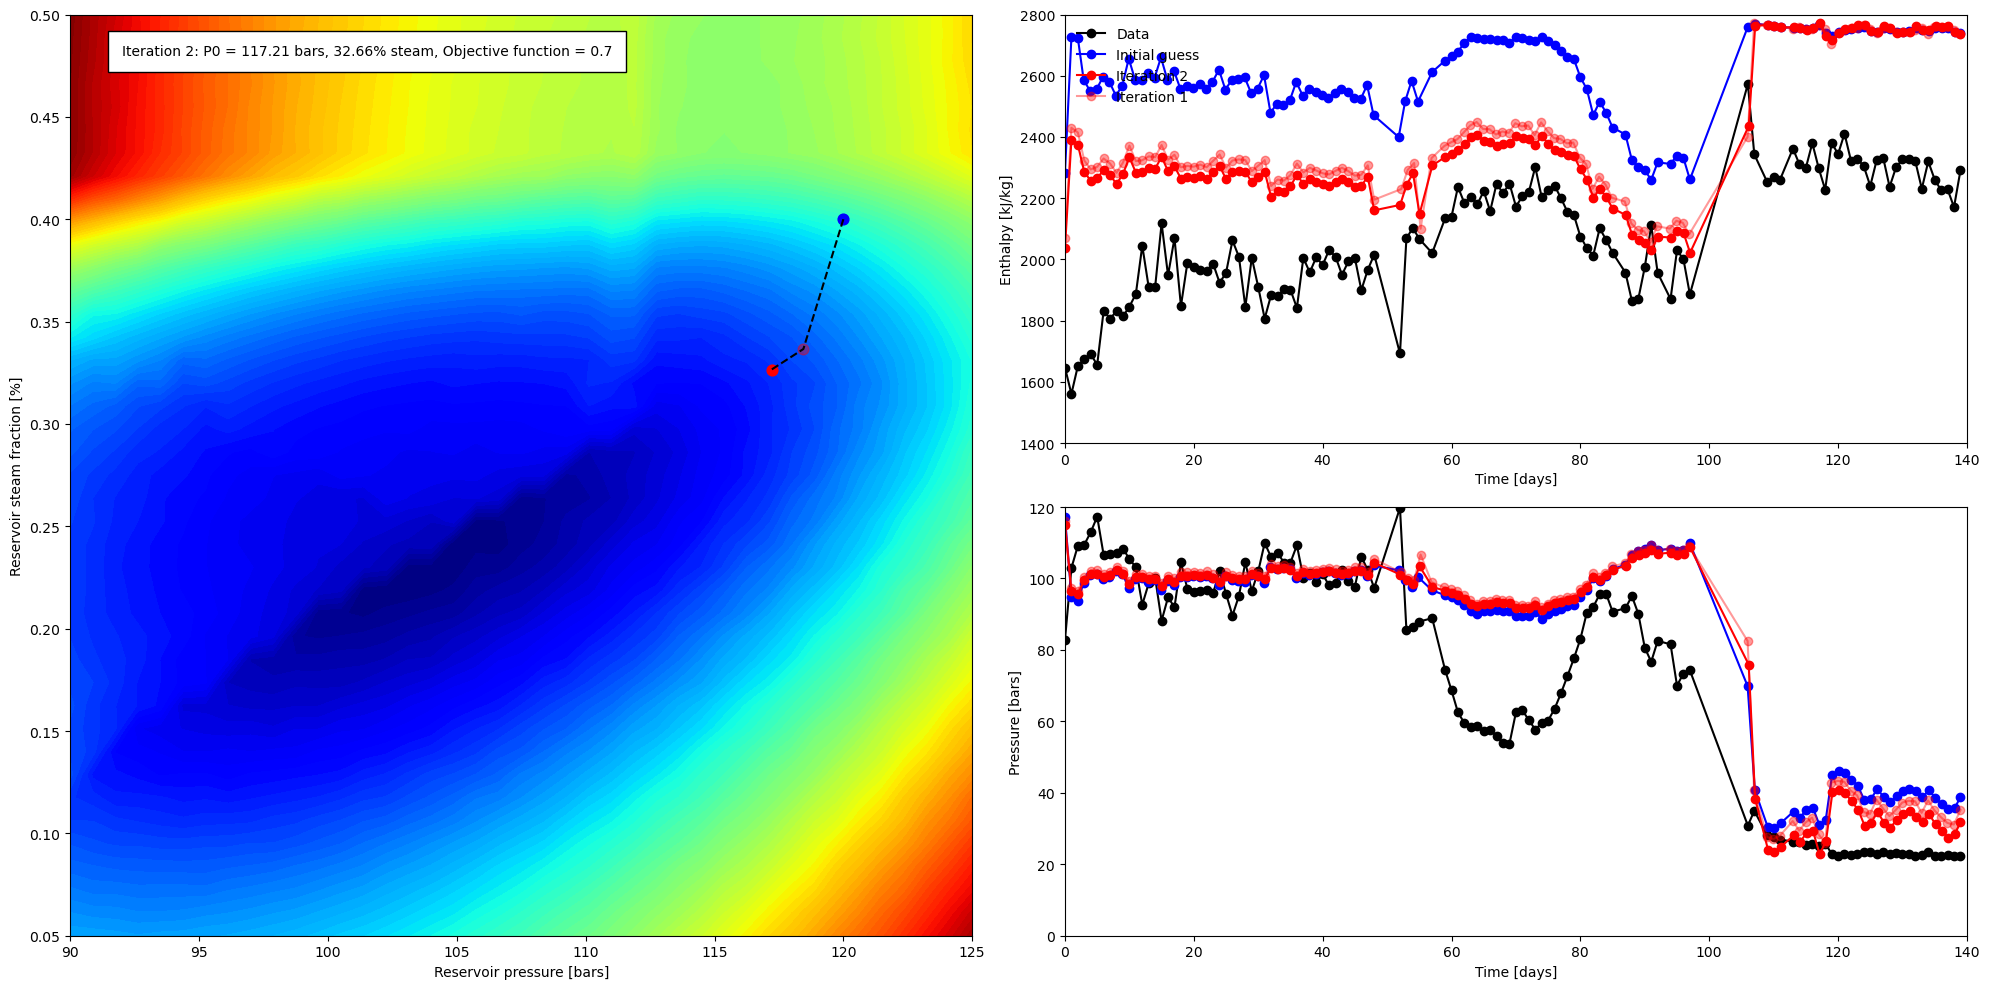 Iteration 2: P0 = 117.21 bars, 32.66% steam, Objective function = 0.7
0.50
0.45
0.40
0.35
0.30
0.25
0.20
0.15
0.10
0.05
Reservoir steam fraction [%]
90 95 100 105 110 115 120 125
Reservoir pressure [bars]
Data
Initial guess
Iteration 2
Iteration 1
2800
2600
2400
2200
2000
1800
1600
1400
Enthalpy [kJ/kg]
0 20 40 60 80 100 120 140
Time [days]
120
100
80
60
40
20
0
Pressure [bars]
0 20 40 60 80 100 120 140
Time [days]